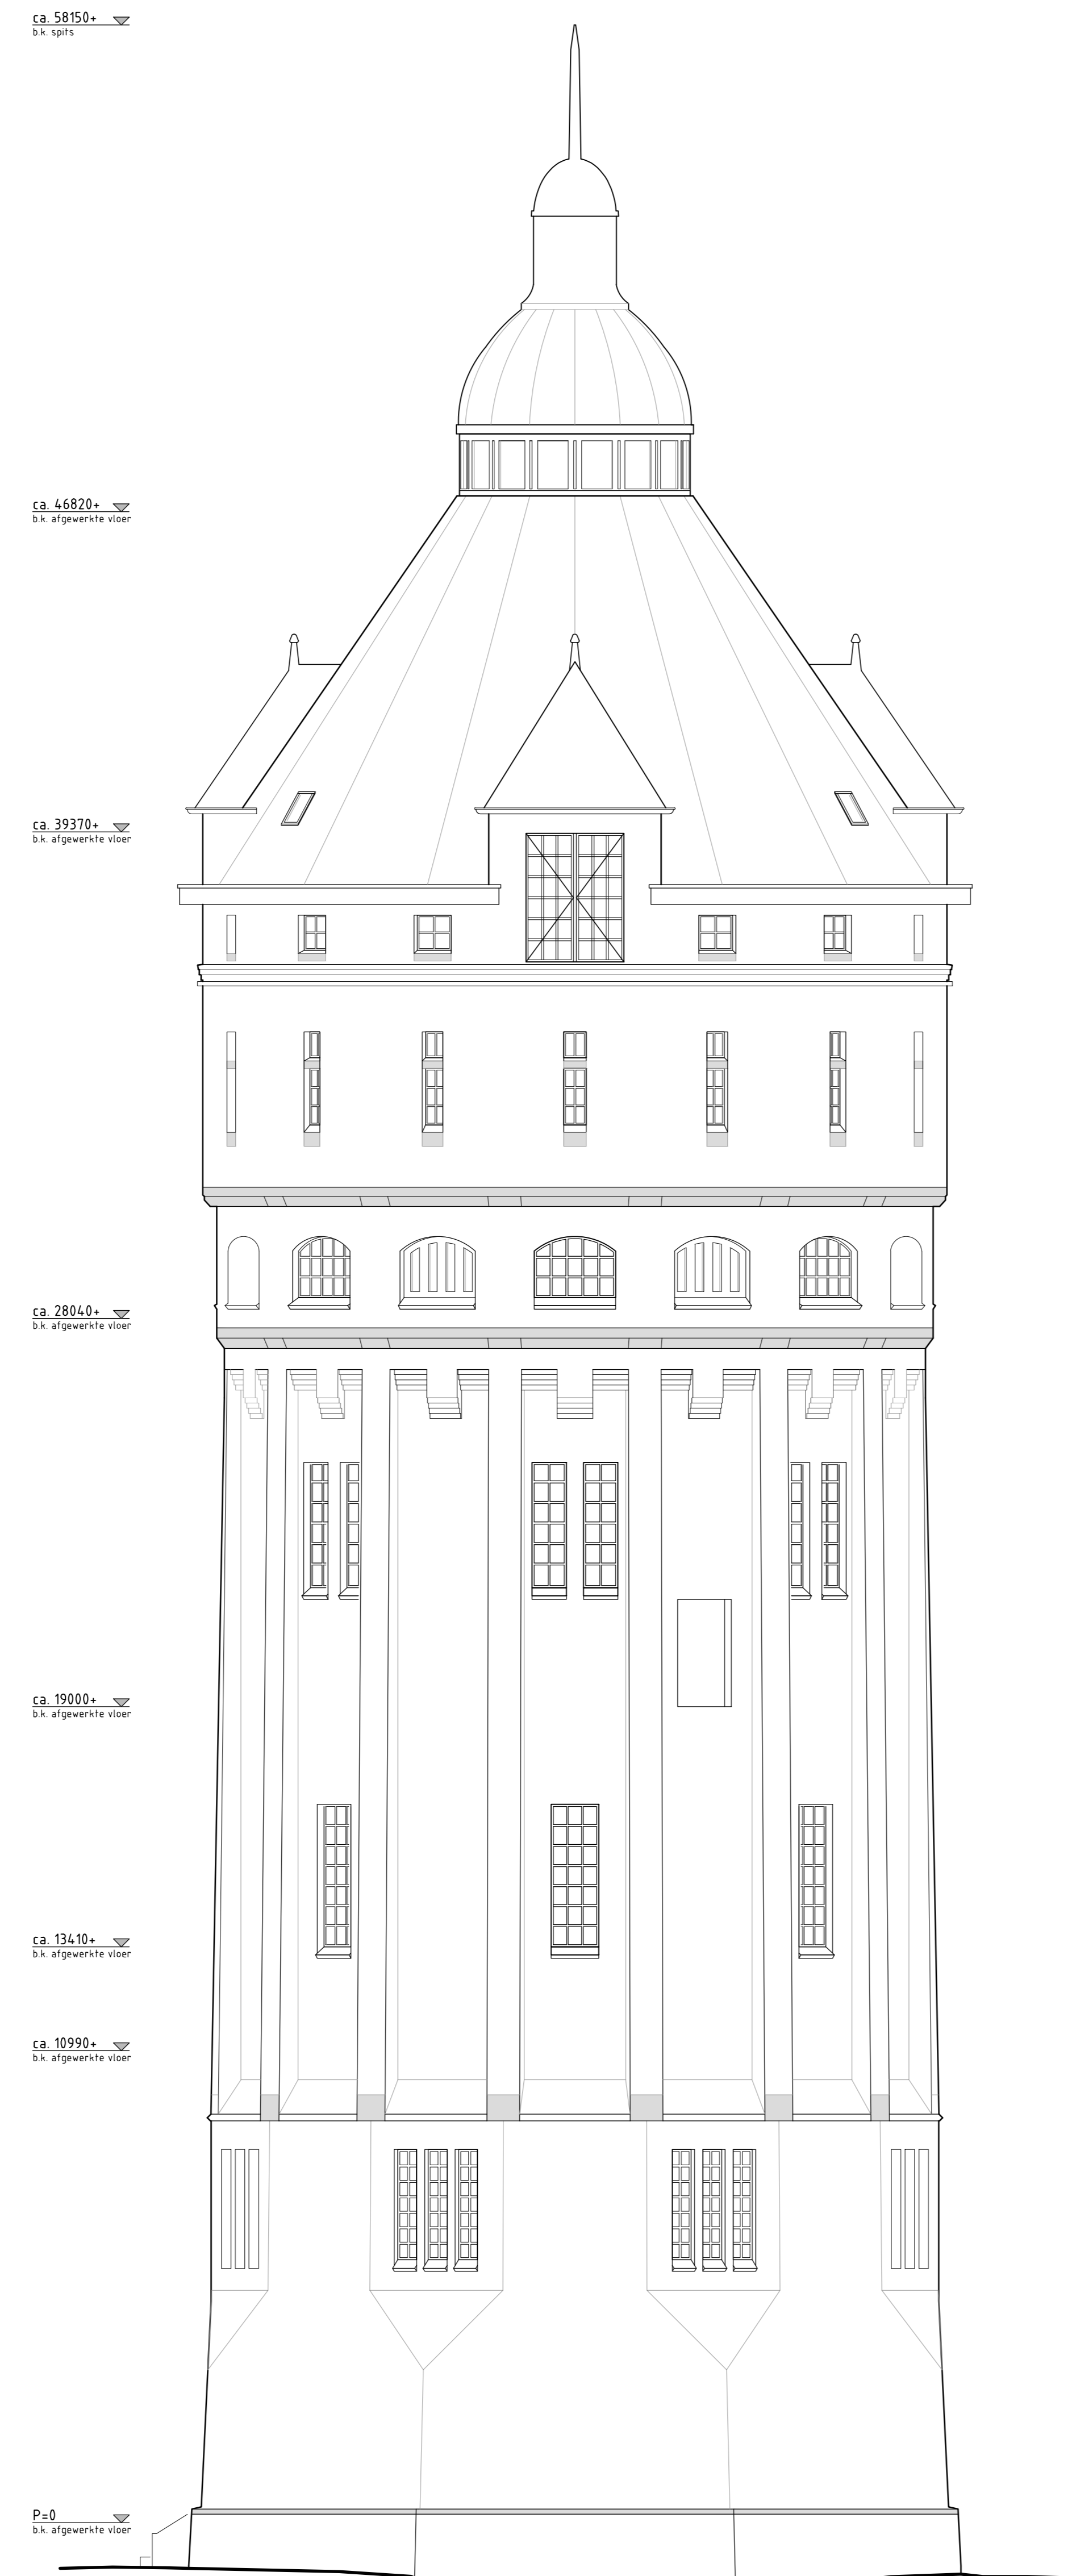 ca. 58150+
b.k. spits
ca. 46820+
b.k. afgewerkte vloer
ca. 39370+
b.k. afgewerkte vloer
ca. 28040+
b.k. afgewerkte vloer
ca. 19000+
b.k. afgewerkte vloer
ca. 13410+
b.k. afgewerkte vloer
ca. 10990+
b.k. afgewerkte vloer
P=0
b.k. afgewerkte vloer